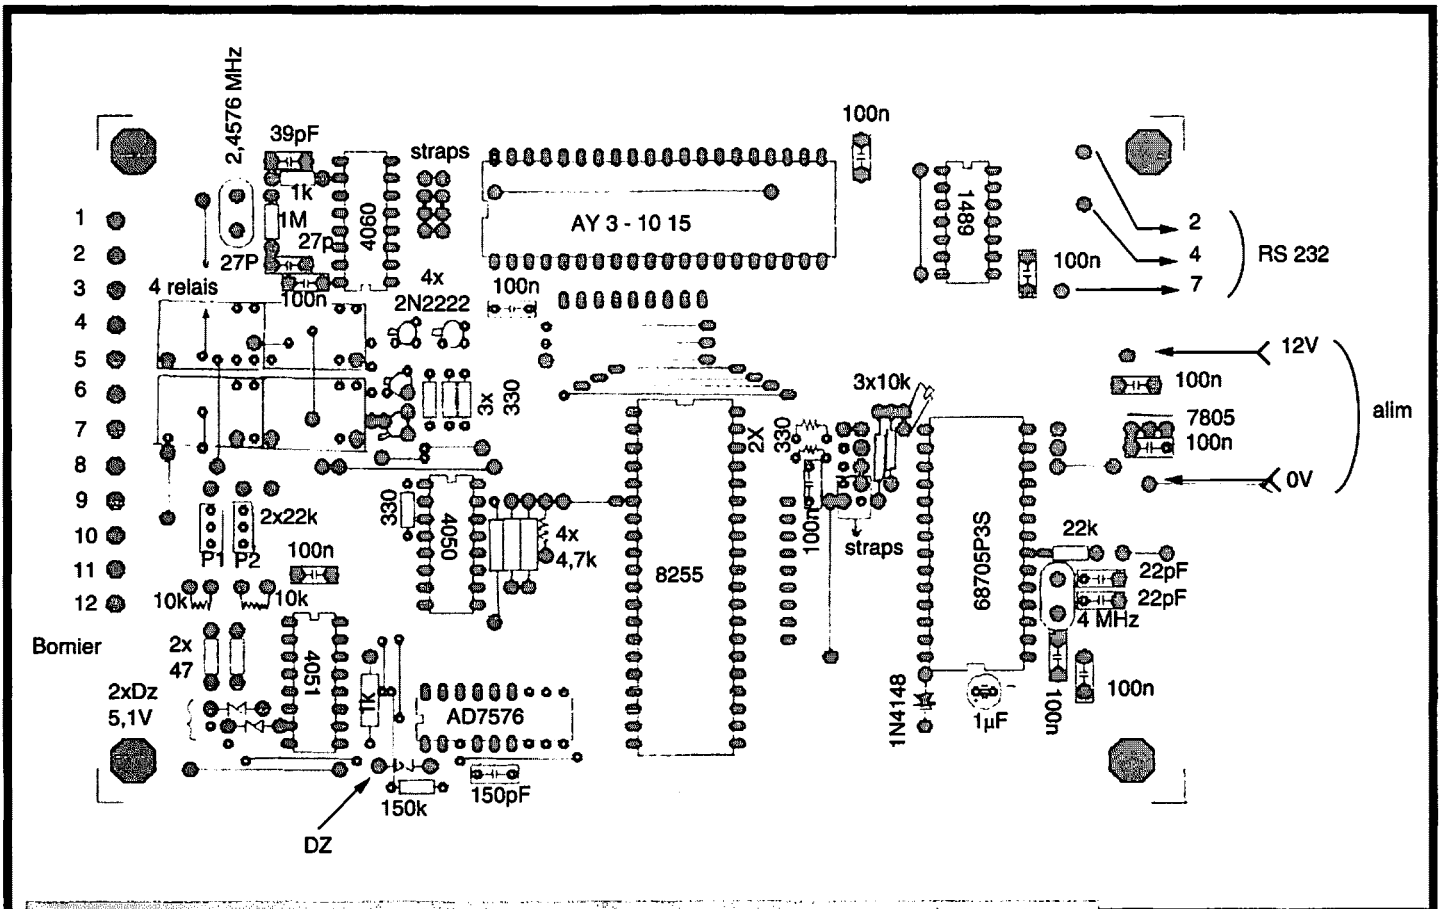 2,4576 MHz
39pF
1k
1M
27p
27P
100n
4060
straps
AY 3 - 10 15
100n
1489
100n
2
4
7
RS 232
1
2
3
4
5
6
7
8
9
10
11
12
Bornier
4 relais
4x
2N2222
100n
3x
330
2X
330
3x10k
100n
straps
12V
100n
7805
100n
0V
alim
330
4050
4x
4,7k
8255
68705P3S
22k
22pF
22pF
4 MHz
100n
100n
1N4148
1µF
2x22k
P1
P2
100n
10k
10k
2x
47
4051
1K
2xDz
5,1V
AD7576
150k
150pF
DZ